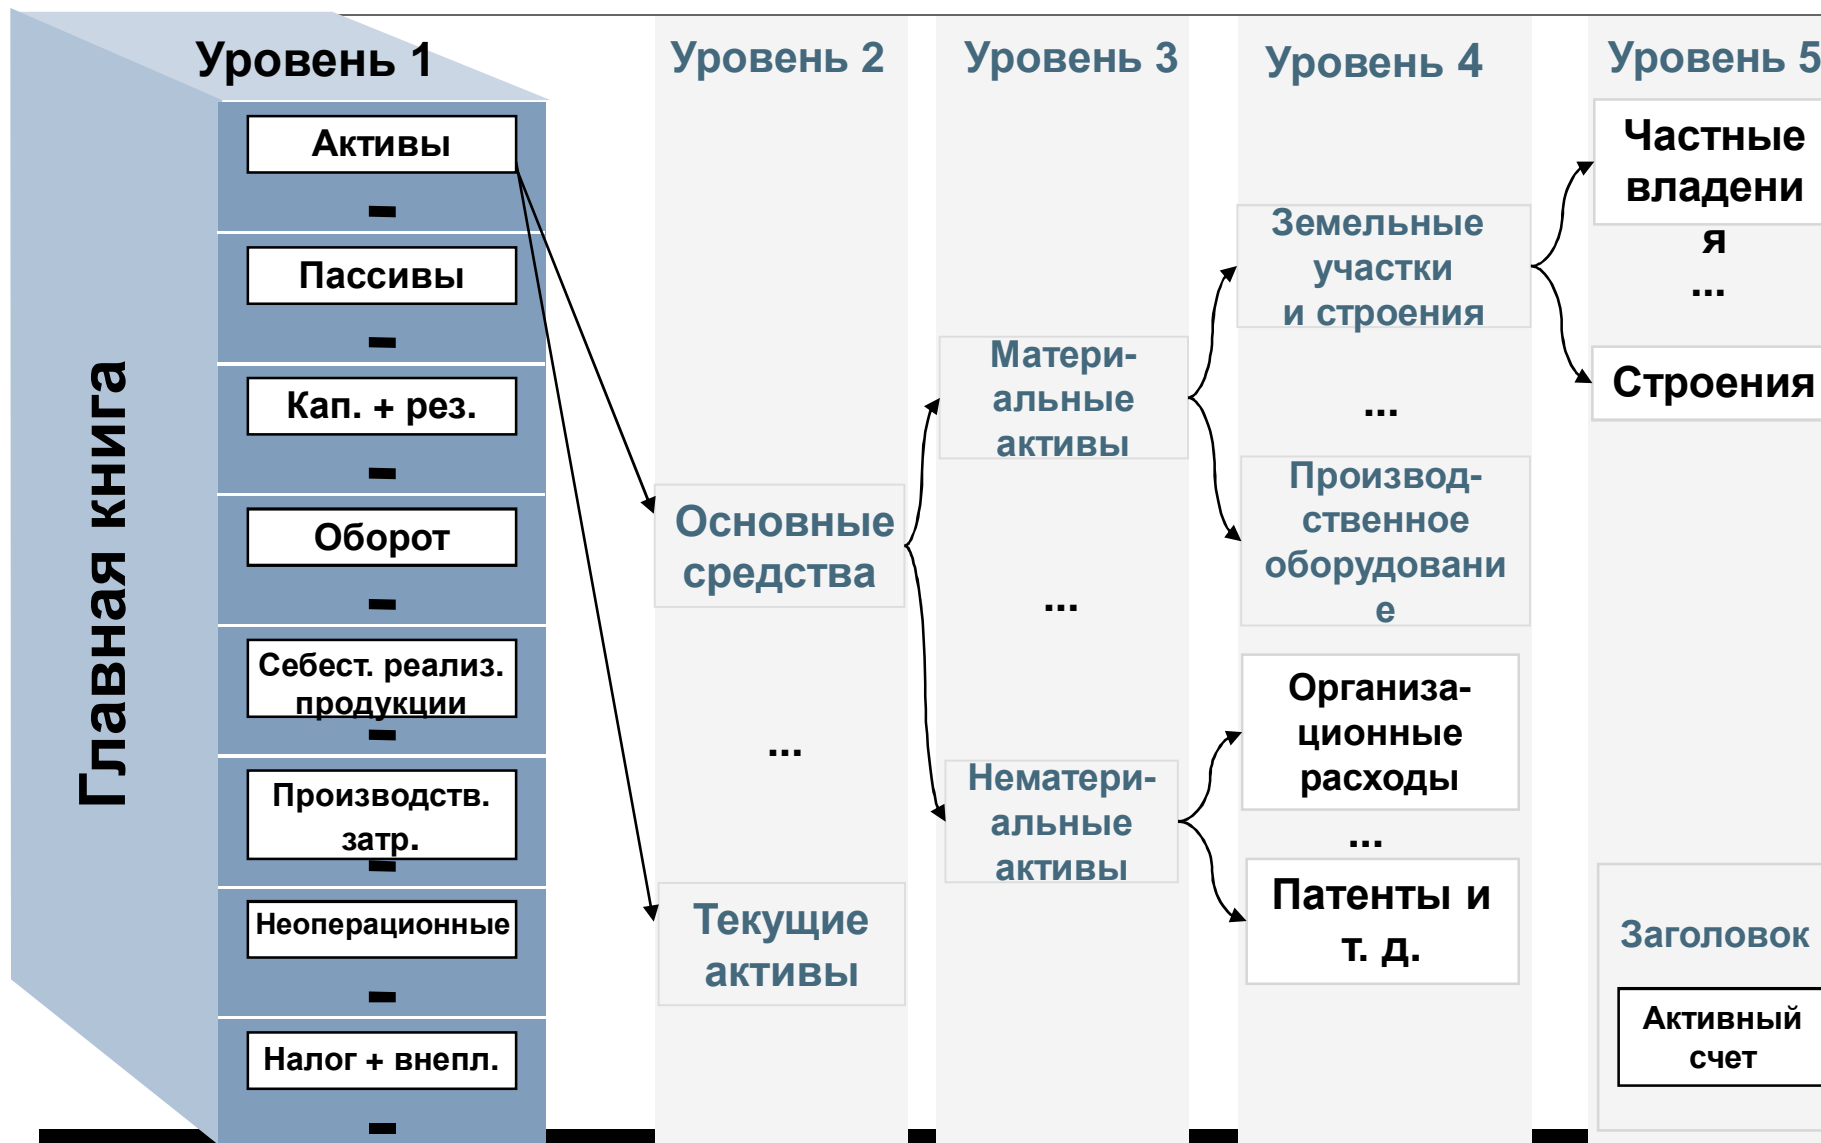 Главная книга
Уровень 1
Активы
-
Пассивы
-
Кап. + рез.
-
Оборот
-
Себест. реализ.
продукции
-
Производств.
затр.
-
Неоперационные
-
Налог + внепл.
-
Уровень 2
Основные
средства
...
Текущие
активы
Уровень 3
Матери-
альные
активы
...
Нематери-
альные
активы
Уровень 4
Земельные
участки
и строения
...
Производ-
ственное
оборудовани
е
Организа-
ционные
расходы
...
Патенты и
т. д.
Уровень 5
Частные
владени
я
...
Строения
Заголовок
Активный
счет